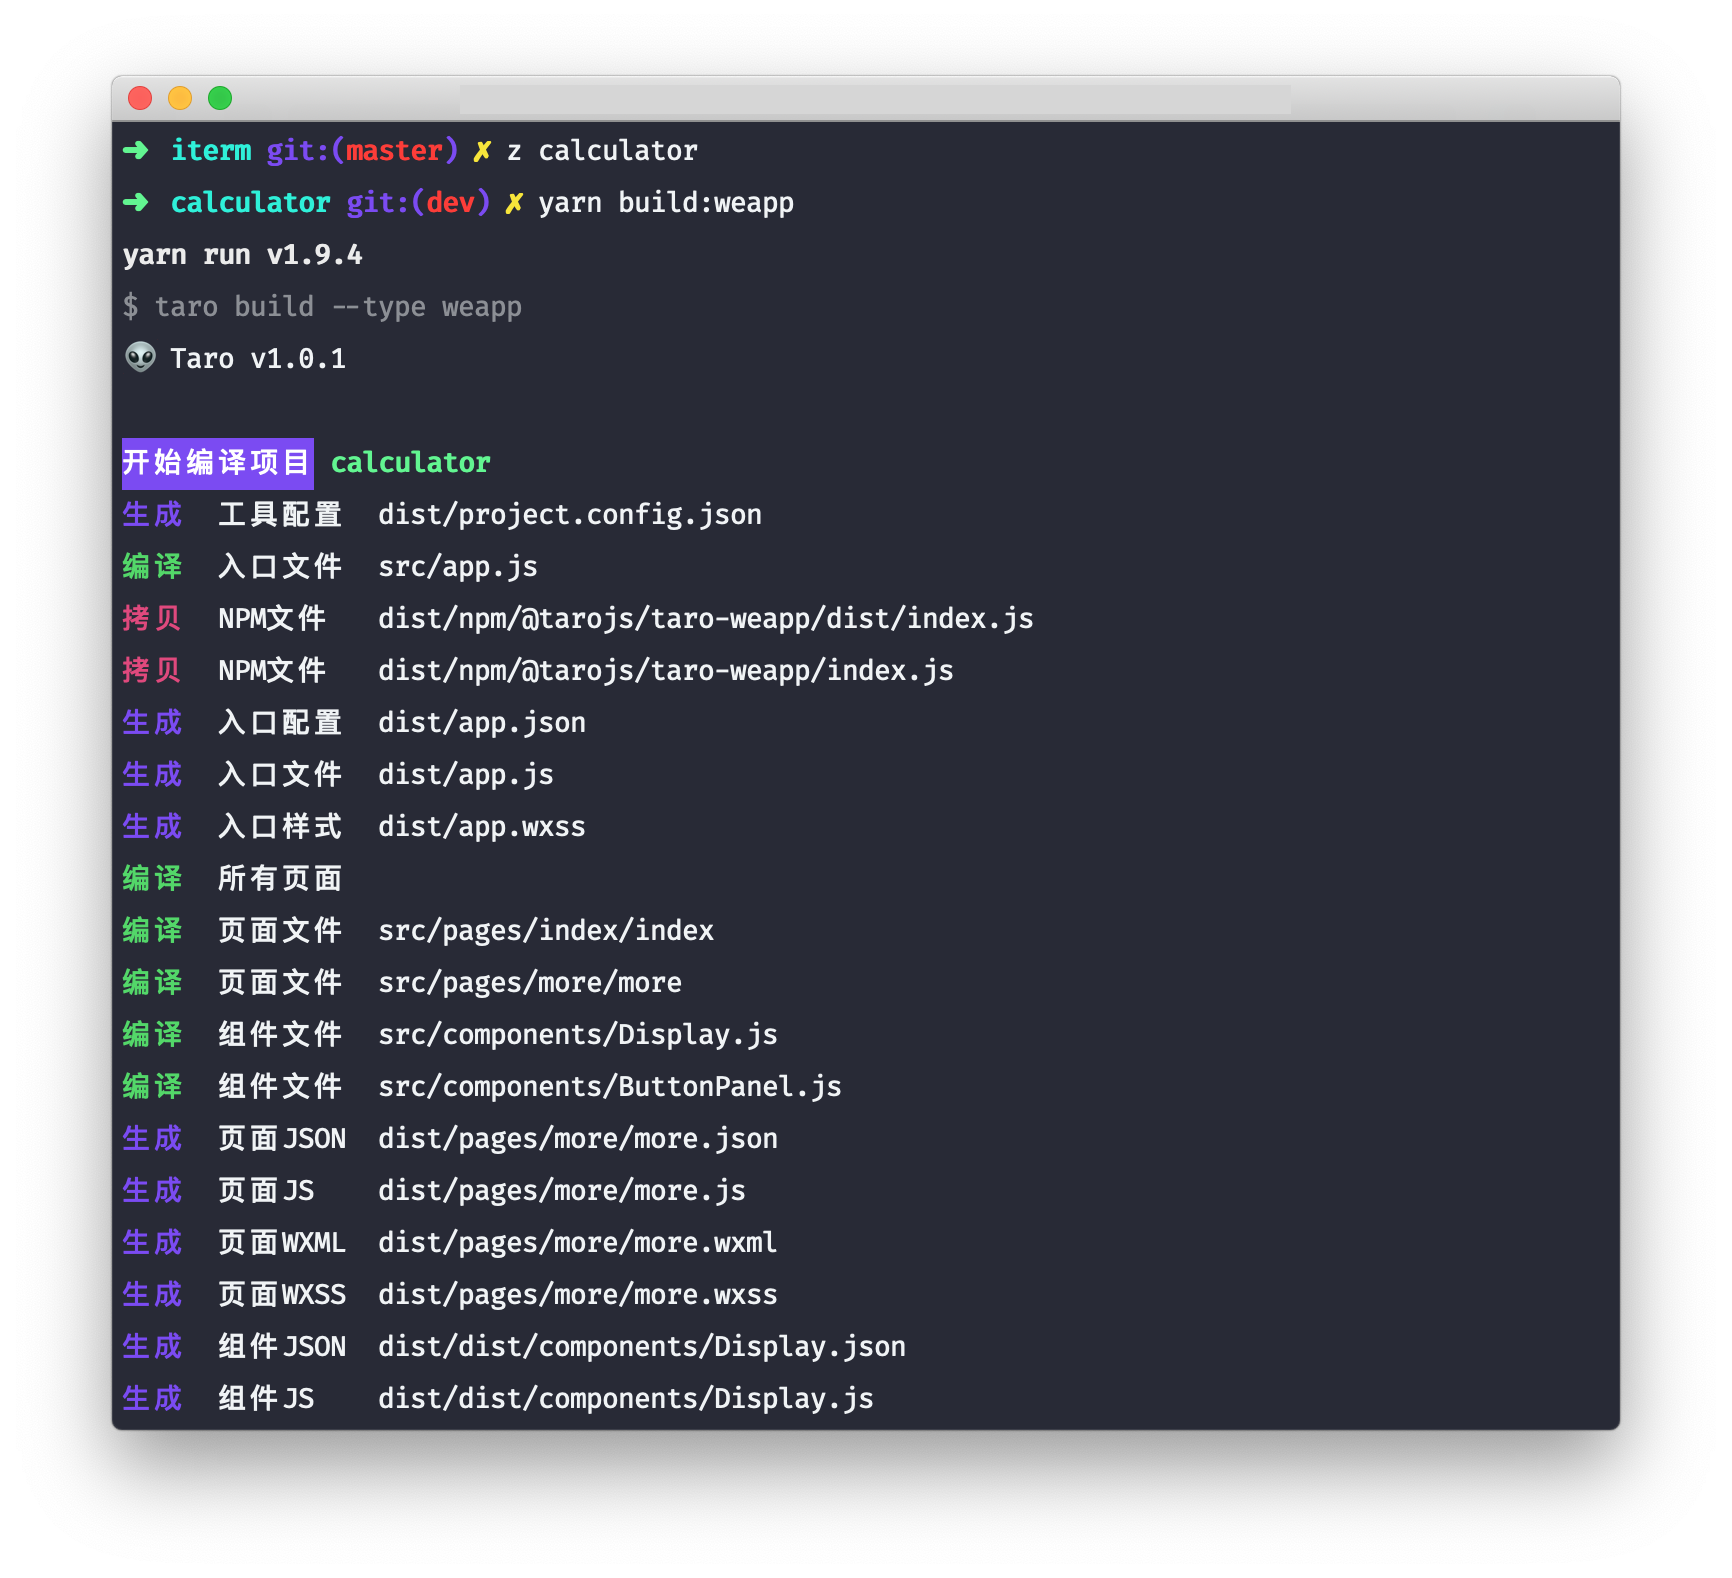 ➜ iterm git:(master) ✗ z calculator
➜ calculator git:(dev) ✗ yarn build:weapp
yarn run v1.9.4
$ taro build --type weapp
👽 Taro v1.0.1
开始编译项目 calculator
生成 工具配置 dist/project.config.json
编译 入口文件 src/app.js
拷贝 NPM文件 dist/npm/@tarojs/taro-weapp/dist/index.js
拷贝 NPM文件 dist/npm/@tarojs/taro-weapp/index.js
生成 入口配置 dist/app.json
生成 入口文件 dist/app.js
生成 入口样式 dist/app.wxss
编译 所有页面
编译 页面文件 src/pages/index/index
编译 页面文件 src/pages/more/more
编译 组件文件 src/components/Display.js
编译 组件文件 src/components/ButtonPanel.js
生成 页面JSON dist/pages/more/more.json
生成 页面JS dist/pages/more/more.js
生成 页面WXML dist/pages/more/more.wxml
生成 页面WXSS dist/pages/more/more.wxss
生成 组件JSON dist/dist/components/Display.json
生成 组件JS dist/dist/components/Display.js